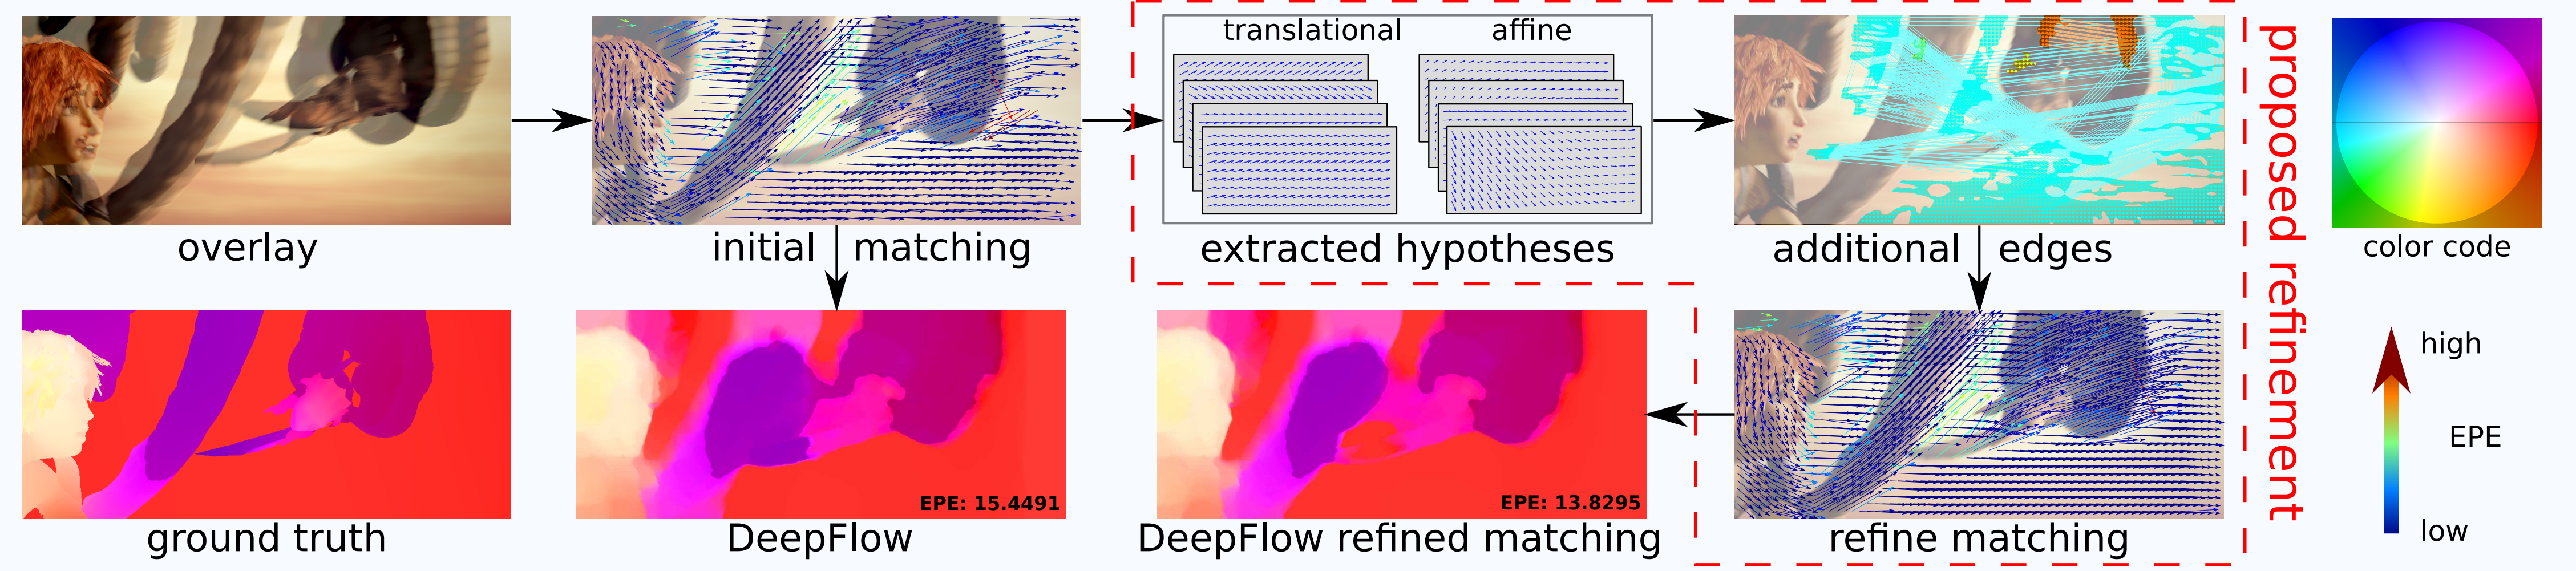 translational affine
overlay
initial matching
extracted hypotheses
additional edges
proposed refinement
color code
ground truth
EPE: 15.4491
DeepFlow
EPE: 13.8295
DeepFlow refined matching
refine matching
high
EPE
low